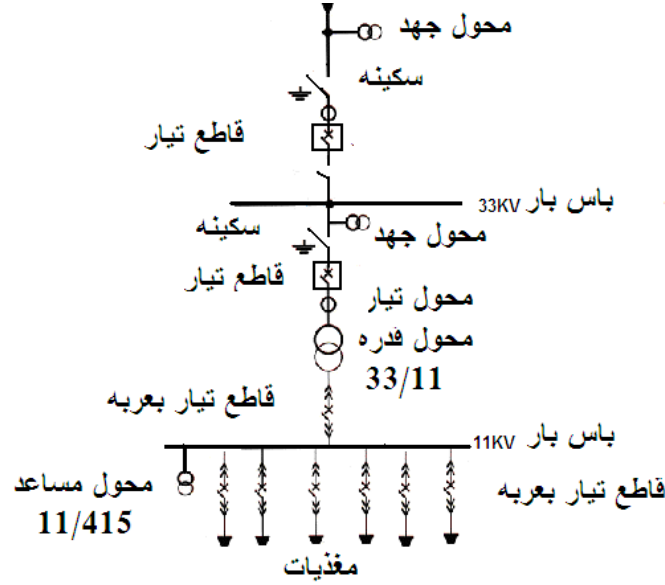 محول جهد
سكينه
قاطع تيار
باس بار 33KV
سكينه
محول جهد
قاطع تيار
محول تيار
محول قدره
33/11
قاطع تيار بعربه
باس بار 11KV
محول مساعد
11/415
قاطع تيار بعربه
مغذيات